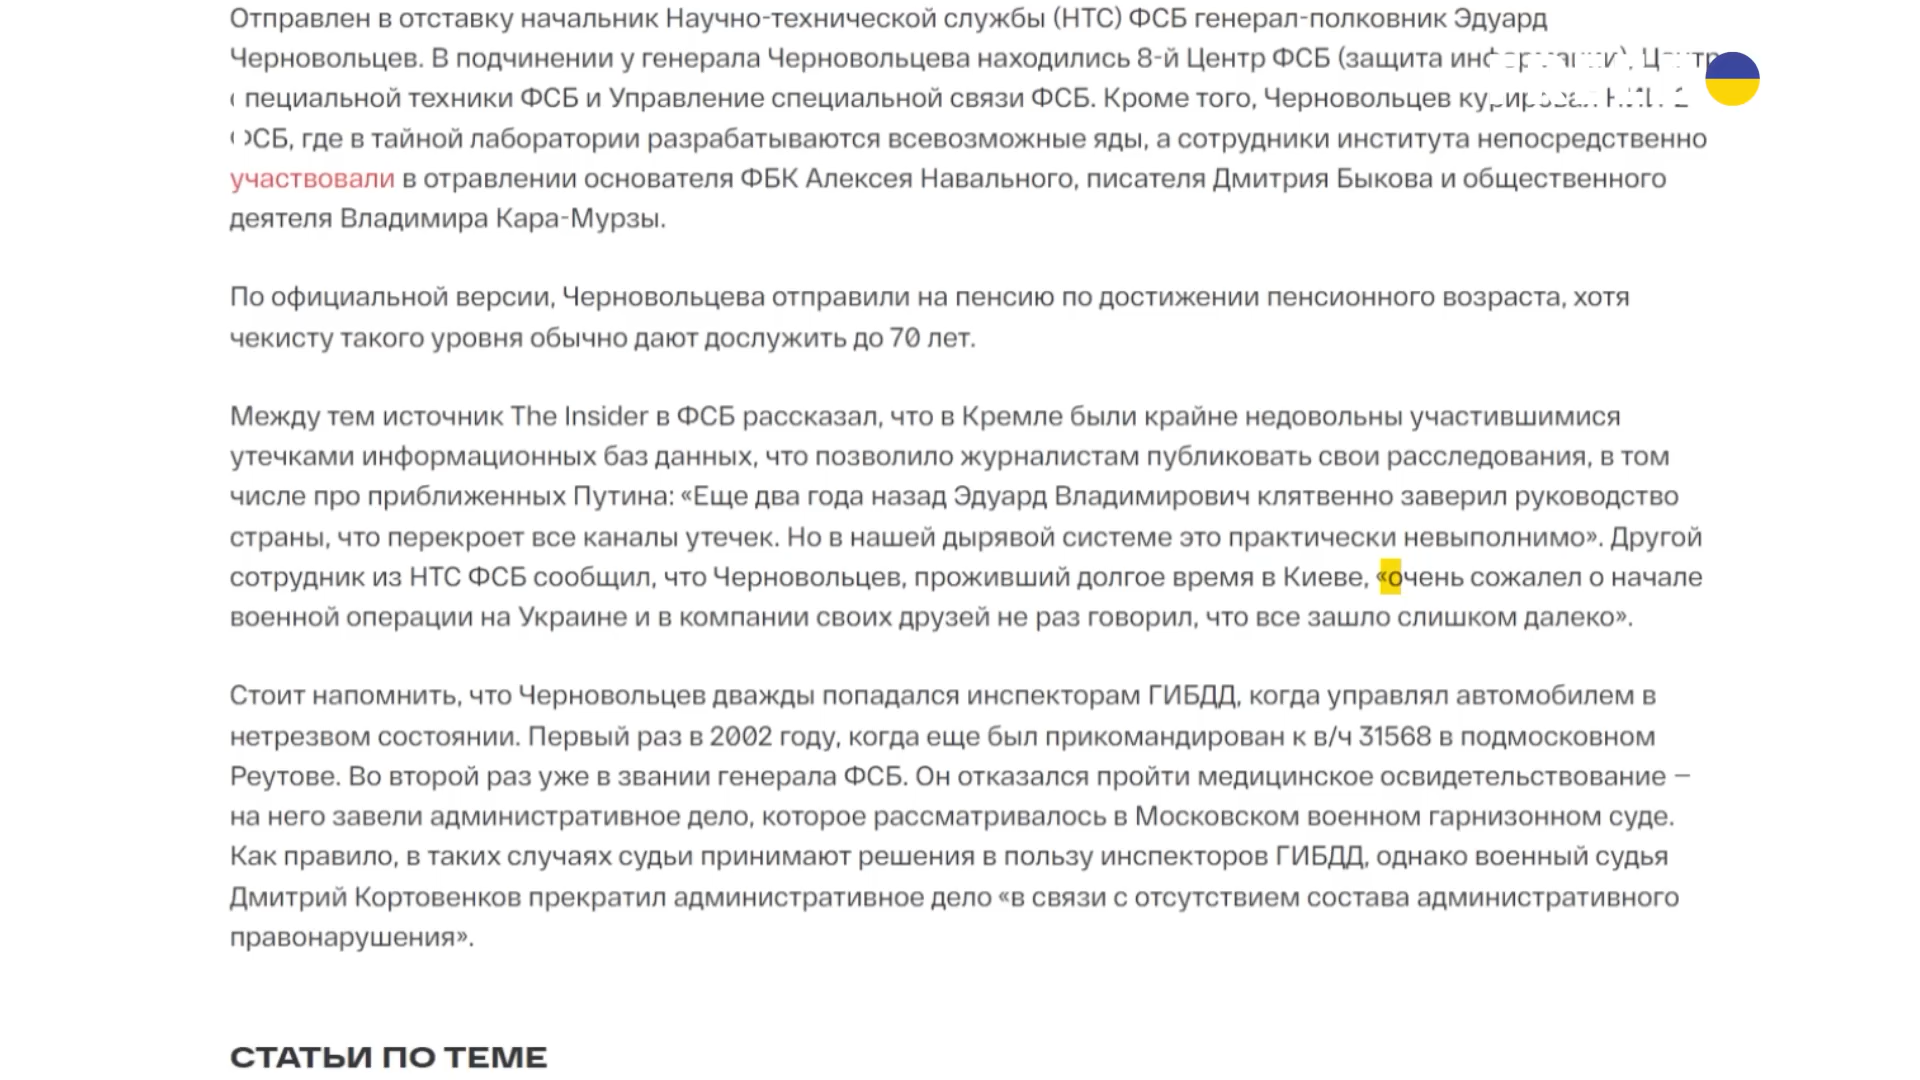 Отправлен в отставку начальник Научно-технической службы (НТС) ФСБ генерал-полковник Эдуард
Черновольцев. В подчинении у генерала Черновольцева находились 8-й Центр ФСБ (защита информации), Центр
специальной техники ФСБ и Управление специальной связи ФСБ. Кроме того, Черновольцев курировал НИИ-2
ФСБ, где в тайной лаборатории разрабатываются всевозможные яды, а сотрудники института непосредственно
участвовали в отравлении основателя ФБК Алексея Навального, писателя Дмитрия Быкова и общественного
деятеля Владимира Кара-Мурзы.
По официальной версии, Черновольцева отправили на пенсию по достижении пенсионного возраста, хотя
чекисту такого уровня обычно дают дослужить до 70 лет.
Между тем источник The Insider в ФСБ рассказал, что в Кремле были крайне недовольны участившимися
утечками информационных баз данных, что позволило журналистам публиковать свои расследования, в том
числе про приближенных Путина: «Еще два года назад Эдуард Владимирович клятвенно заверил руководство
страны, что перекроет все каналы утечек. Но в нашей дырявой системе это практически невыполнимо». Другой
сотрудник из НТС ФСБ сообщил, что Черновольцев, проживший долгое время в Киеве, «очень сожалел о начале
военной операции на Украине и в компании своих друзей не раз говорил, что все зашло слишком далеко».
Стоит напомнить, что Черновольцев дважды попадался инспекторам ГИБДД, когда управлял автомобилем в
нетрезвом состоянии. Первый раз в 2002 году, когда еще был прикомандирован к в/ч 31568 в подмосковном
Реутове. Во второй раз уже в звании генерала ФСБ. Он отказался пройти медицинское освидетельствование —
на него завели административное дело, которое рассматривалось в Московском военном гарнизонном суде.
Как правило, в таких случаях судьи принимают решения в пользу инспекторов ГИБДД, однако военный судья
Дмитрий Кортовенков прекратил административное дело «в связи с отсутствием состава административного
правонарушения».
СТАТЬИ ПО ТЕМЕ